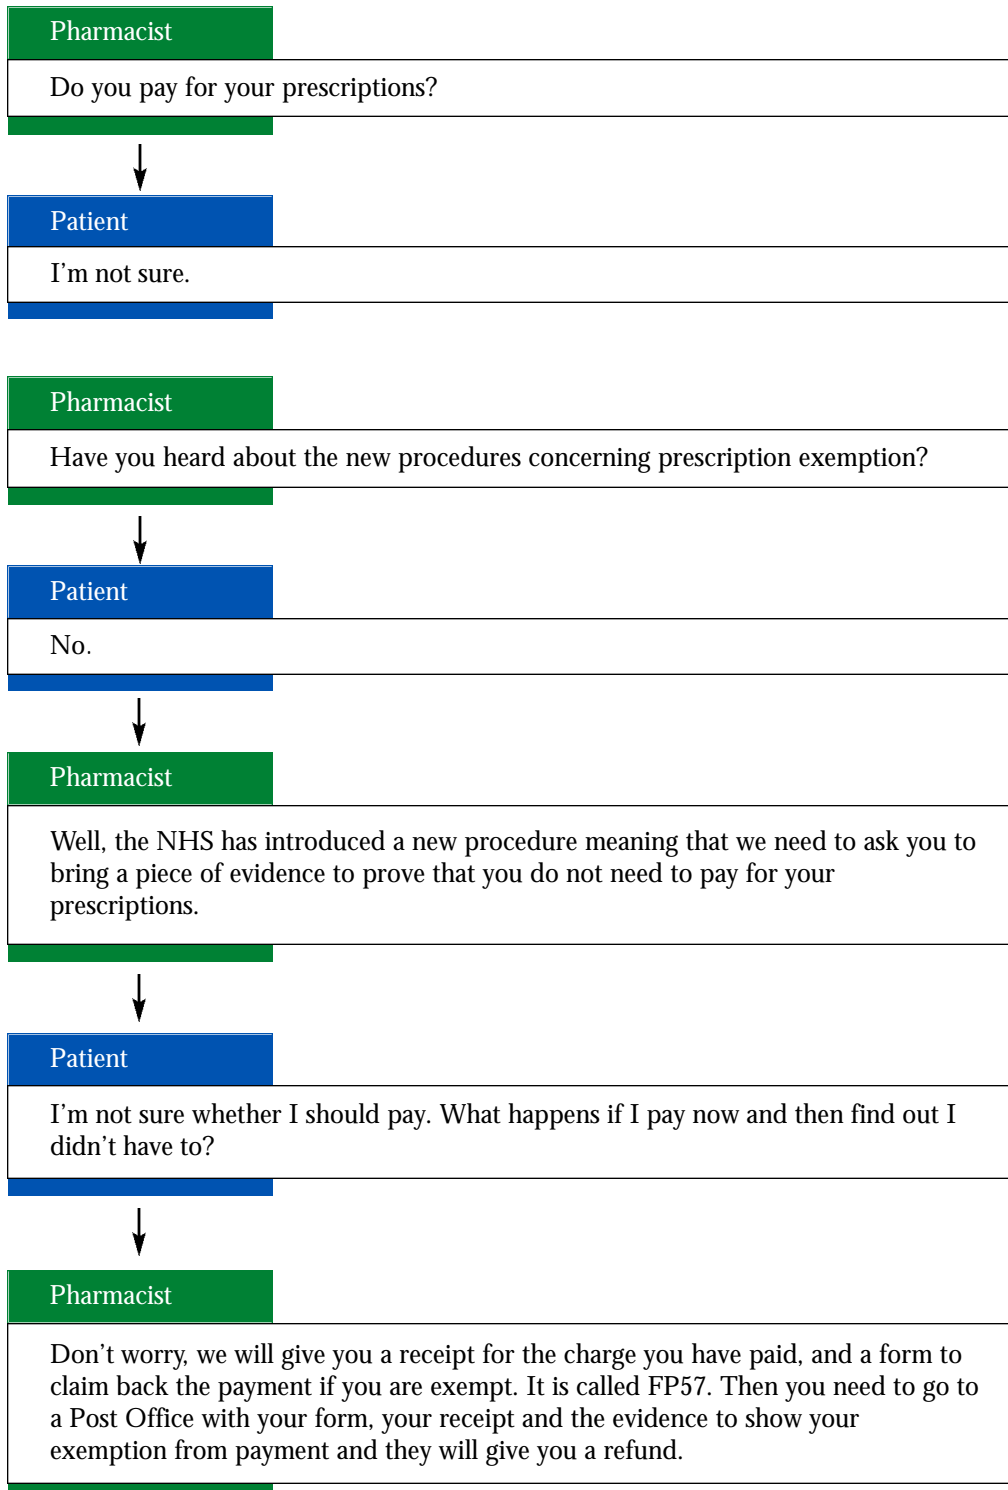 Pharmacist
Do you pay for your prescriptions?
Patient
I’m not sure.
Pharmacist
Have you heard about the new procedures concerning prescription exemption?
Patient
No.
Pharmacist
Well, the NHS has introduced a new procedure meaning that we need to ask you to
bring a piece of evidence to prove that you do not need to pay for your
prescriptions.
Patient
I’m not sure whether I should pay. What happens if I pay now and then find out I
didn’t have to?
Pharmacist
Don’t worry, we will give you a receipt for the charge you have paid, and a form to
claim back the payment if you are exempt. It is called FP57. Then you need to go to
a Post Office with your form, your receipt and the evidence to show your
exemption from payment and they will give you a refund.